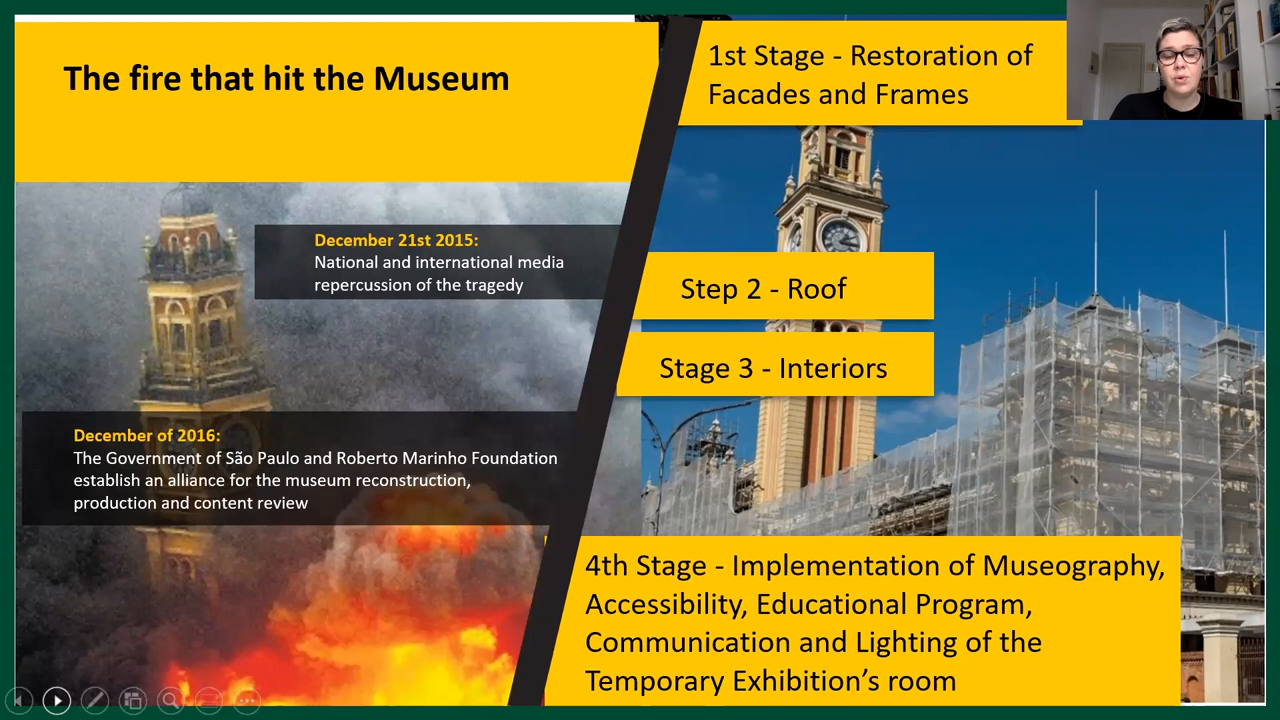 The fire that hit the Museum
December 21st 2015:
National and international media
repercussion of the tragedy
December of 2016:
The Government of São Paulo and Roberto Marinho Foundation
establish an alliance for the museum reconstruction,
production and content review
1st Stage - Restoration of
Facades and Frames
Step 2 - Roof
Stage 3 - Interiors
4th Stage - Implementation of Museography,
Accessibility, Educational Program,
Communication and Lighting of the
Temporary Exhibition’s room